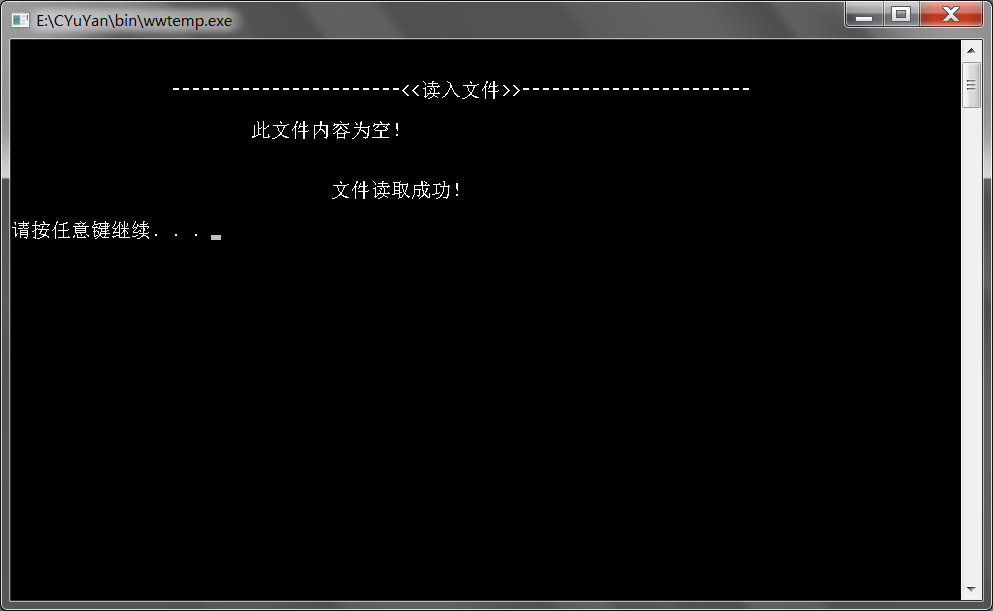 E:\CYuYan\bin\wwtemp.exe
-----------------------<<读入文件>>-----------------------
此文件内容为空!
文件读取成功!
请按任意键继续. . .